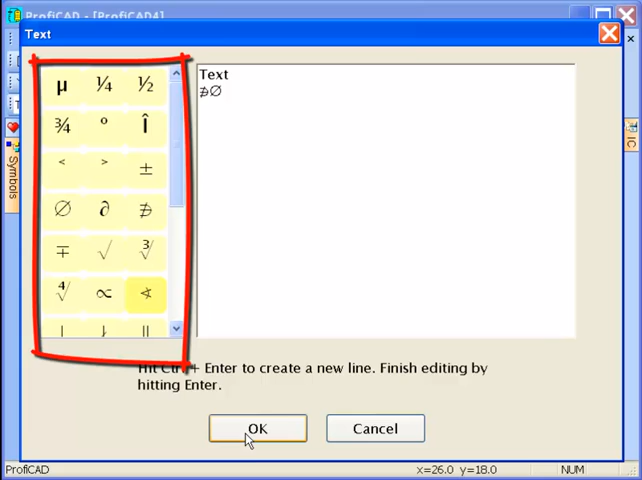 ProfiCAD - [ProfiCAD4]
Text
µ ¼ ½
¾ º Î
˂ ˃ ±
∅ ∂ ∌
∓ √ ∛
∜ ∝ ∢
Text
∌∅
Symbols
IC
Hit Ctrl + Enter to create a new line. Finish editing by
hitting Enter.
OK
Cancel
ProfiCAD
x=26.0 y=18.0
NUM